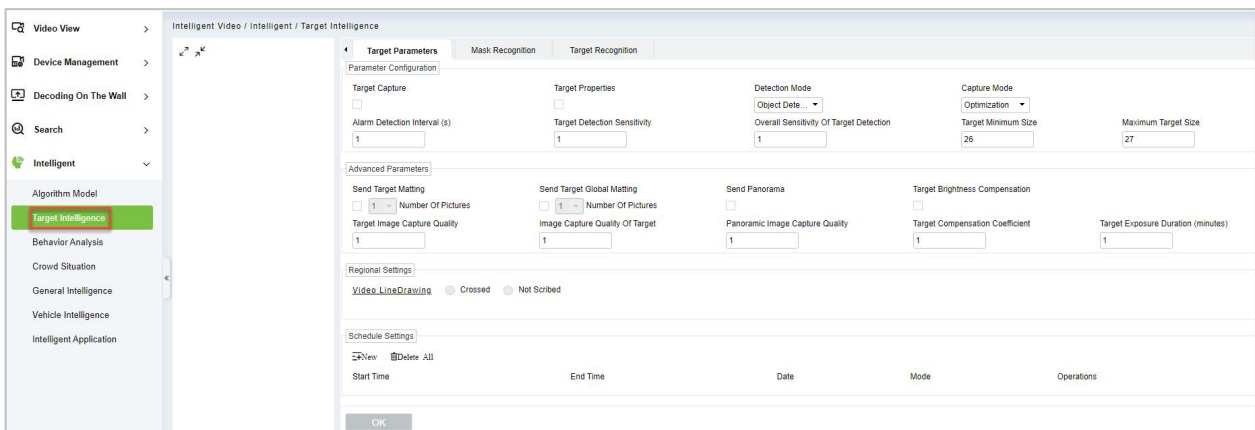 Video View
Device Management
Decoding On The Wall
Search
Intelligent
Algorithm Model
Target Intelligence
Behavior Analysis
Crowd Situation
General Intelligence
Vehicle Intelligence
Intelligent Application
Intelligent Video / Intelligent / Target Intelligence
Target Parameters Mask Recognition Target Recognition
Parameter Configuration
Target Capture Target Properties Detection Mode Capture Mode
Object Dete... Optimization
Alarm Detection Interval (s) Target Detection Sensitivity Overall Sensitivity Of Target Detection Target Minimum Size Maximum Target Size
1 1 1 26 27
Advanced Parameters
Send Target Matting Send Target Global Matting Send Panorama Target Brightness Compensation
1 Number Of Pictures 1 Number Of Pictures
Target Image Capture Quality Image Capture Quality Of Target Panoramic Image Capture Quality Target Compensation Coefficient Target Exposure Duration (minutes)
1 1 1 1 1
Regional Settings
Video LineDrawing Crossed Not Scribed
Schedule Settings
New Delete All
Start Time End Time Date Mode Operations
OK